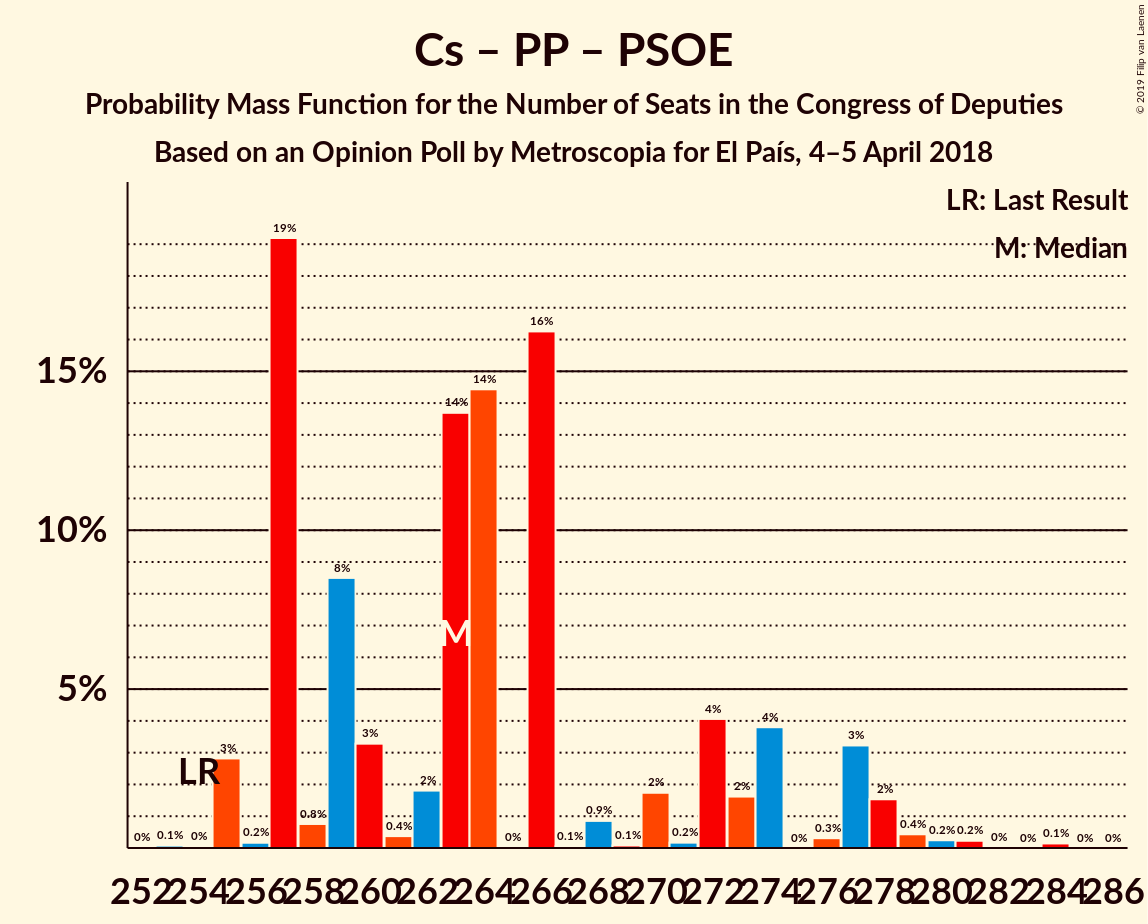 Cs – PP – PSOE
Probability Mass Function for the Number of Seats in the Congress of Deputies
Based on an Opinion Poll by Metroscopia for El País, 4–5 April 2018
© 2019 Filip van Laenen
LR: Last Result
M: Median
15%
10%
5%
0% 0.1% 0% 3% 0.2% 19% 0.8% 8% 3% 0.4% 2% 14% 14% 0% 16% 0.1% 0.9% 0.1% 2% 0.2% 4% 2% 4% 0% 0.3% 3% 2% 0.4% 0.2% 0.2% 0% 0% 0.1% 0% 0%
LR
M
252 254 256 258 260 262 264 266 268 270 272 274 276 278 280 282 284 286